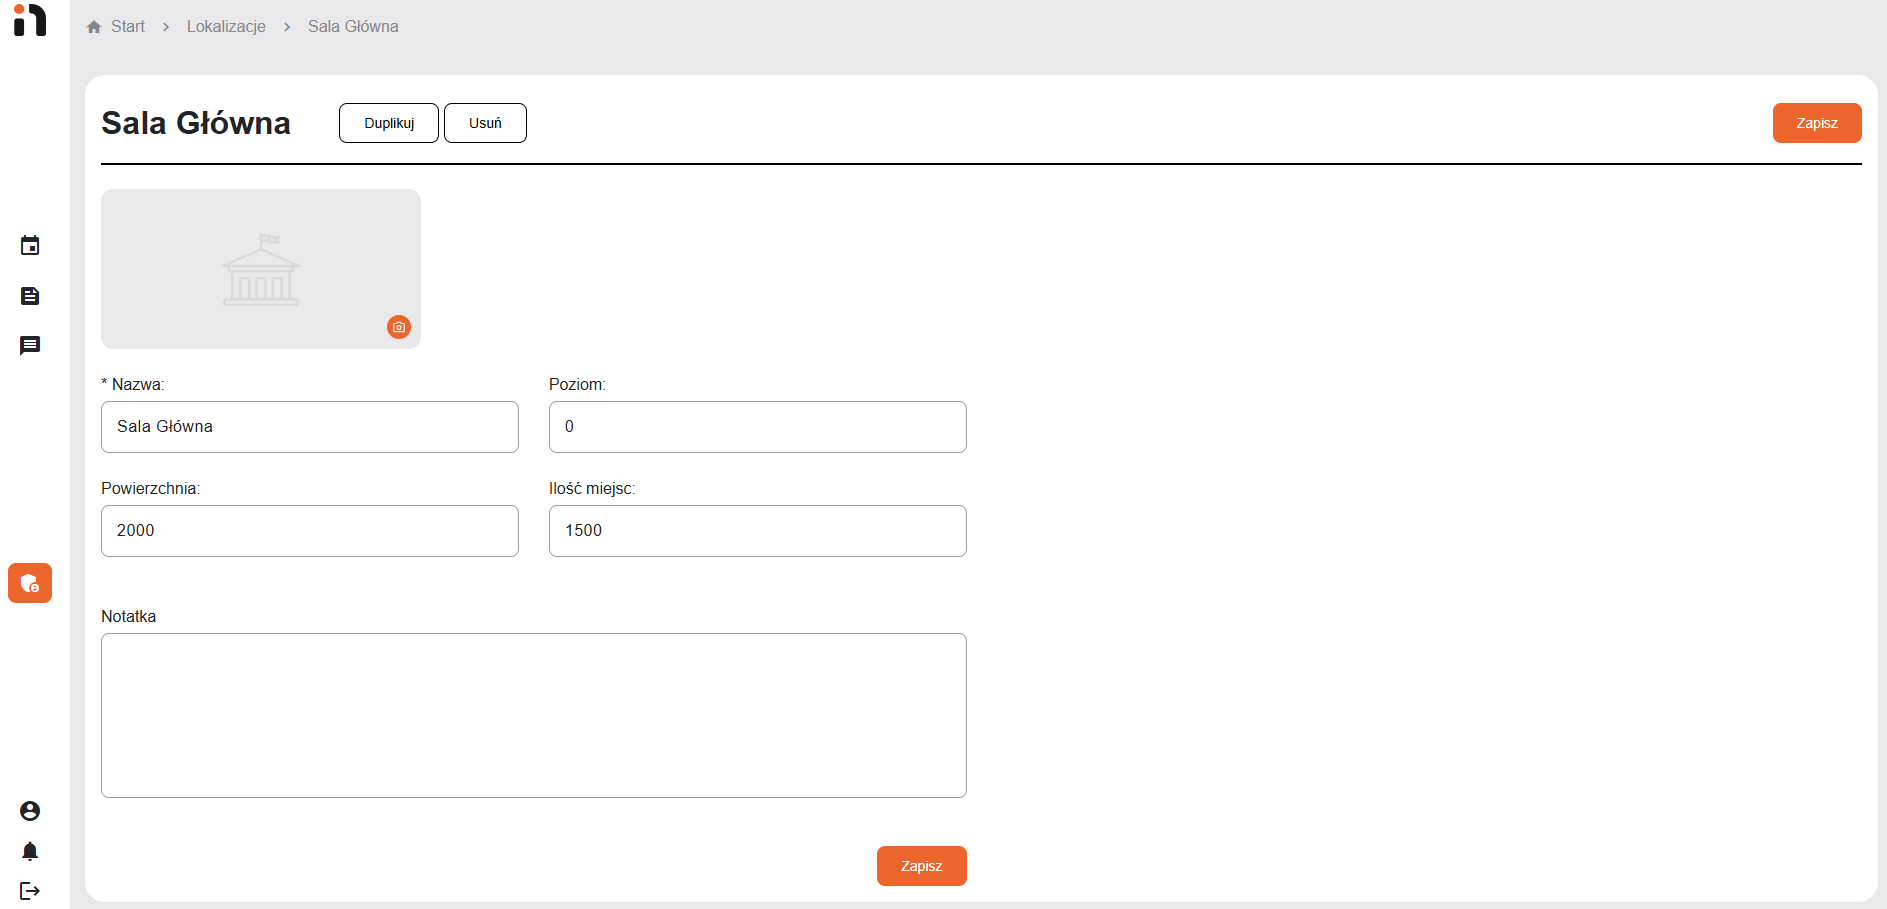 Start > Lokalizacje > Sala Główna
Sala Główna
Duplikuj
Usuń
Zapisz
* Nazwa:
Poziom:
Sala Główna
0
Powierzchnia:
Ilość miejsc:
2000
1500
Notatka
Zapisz